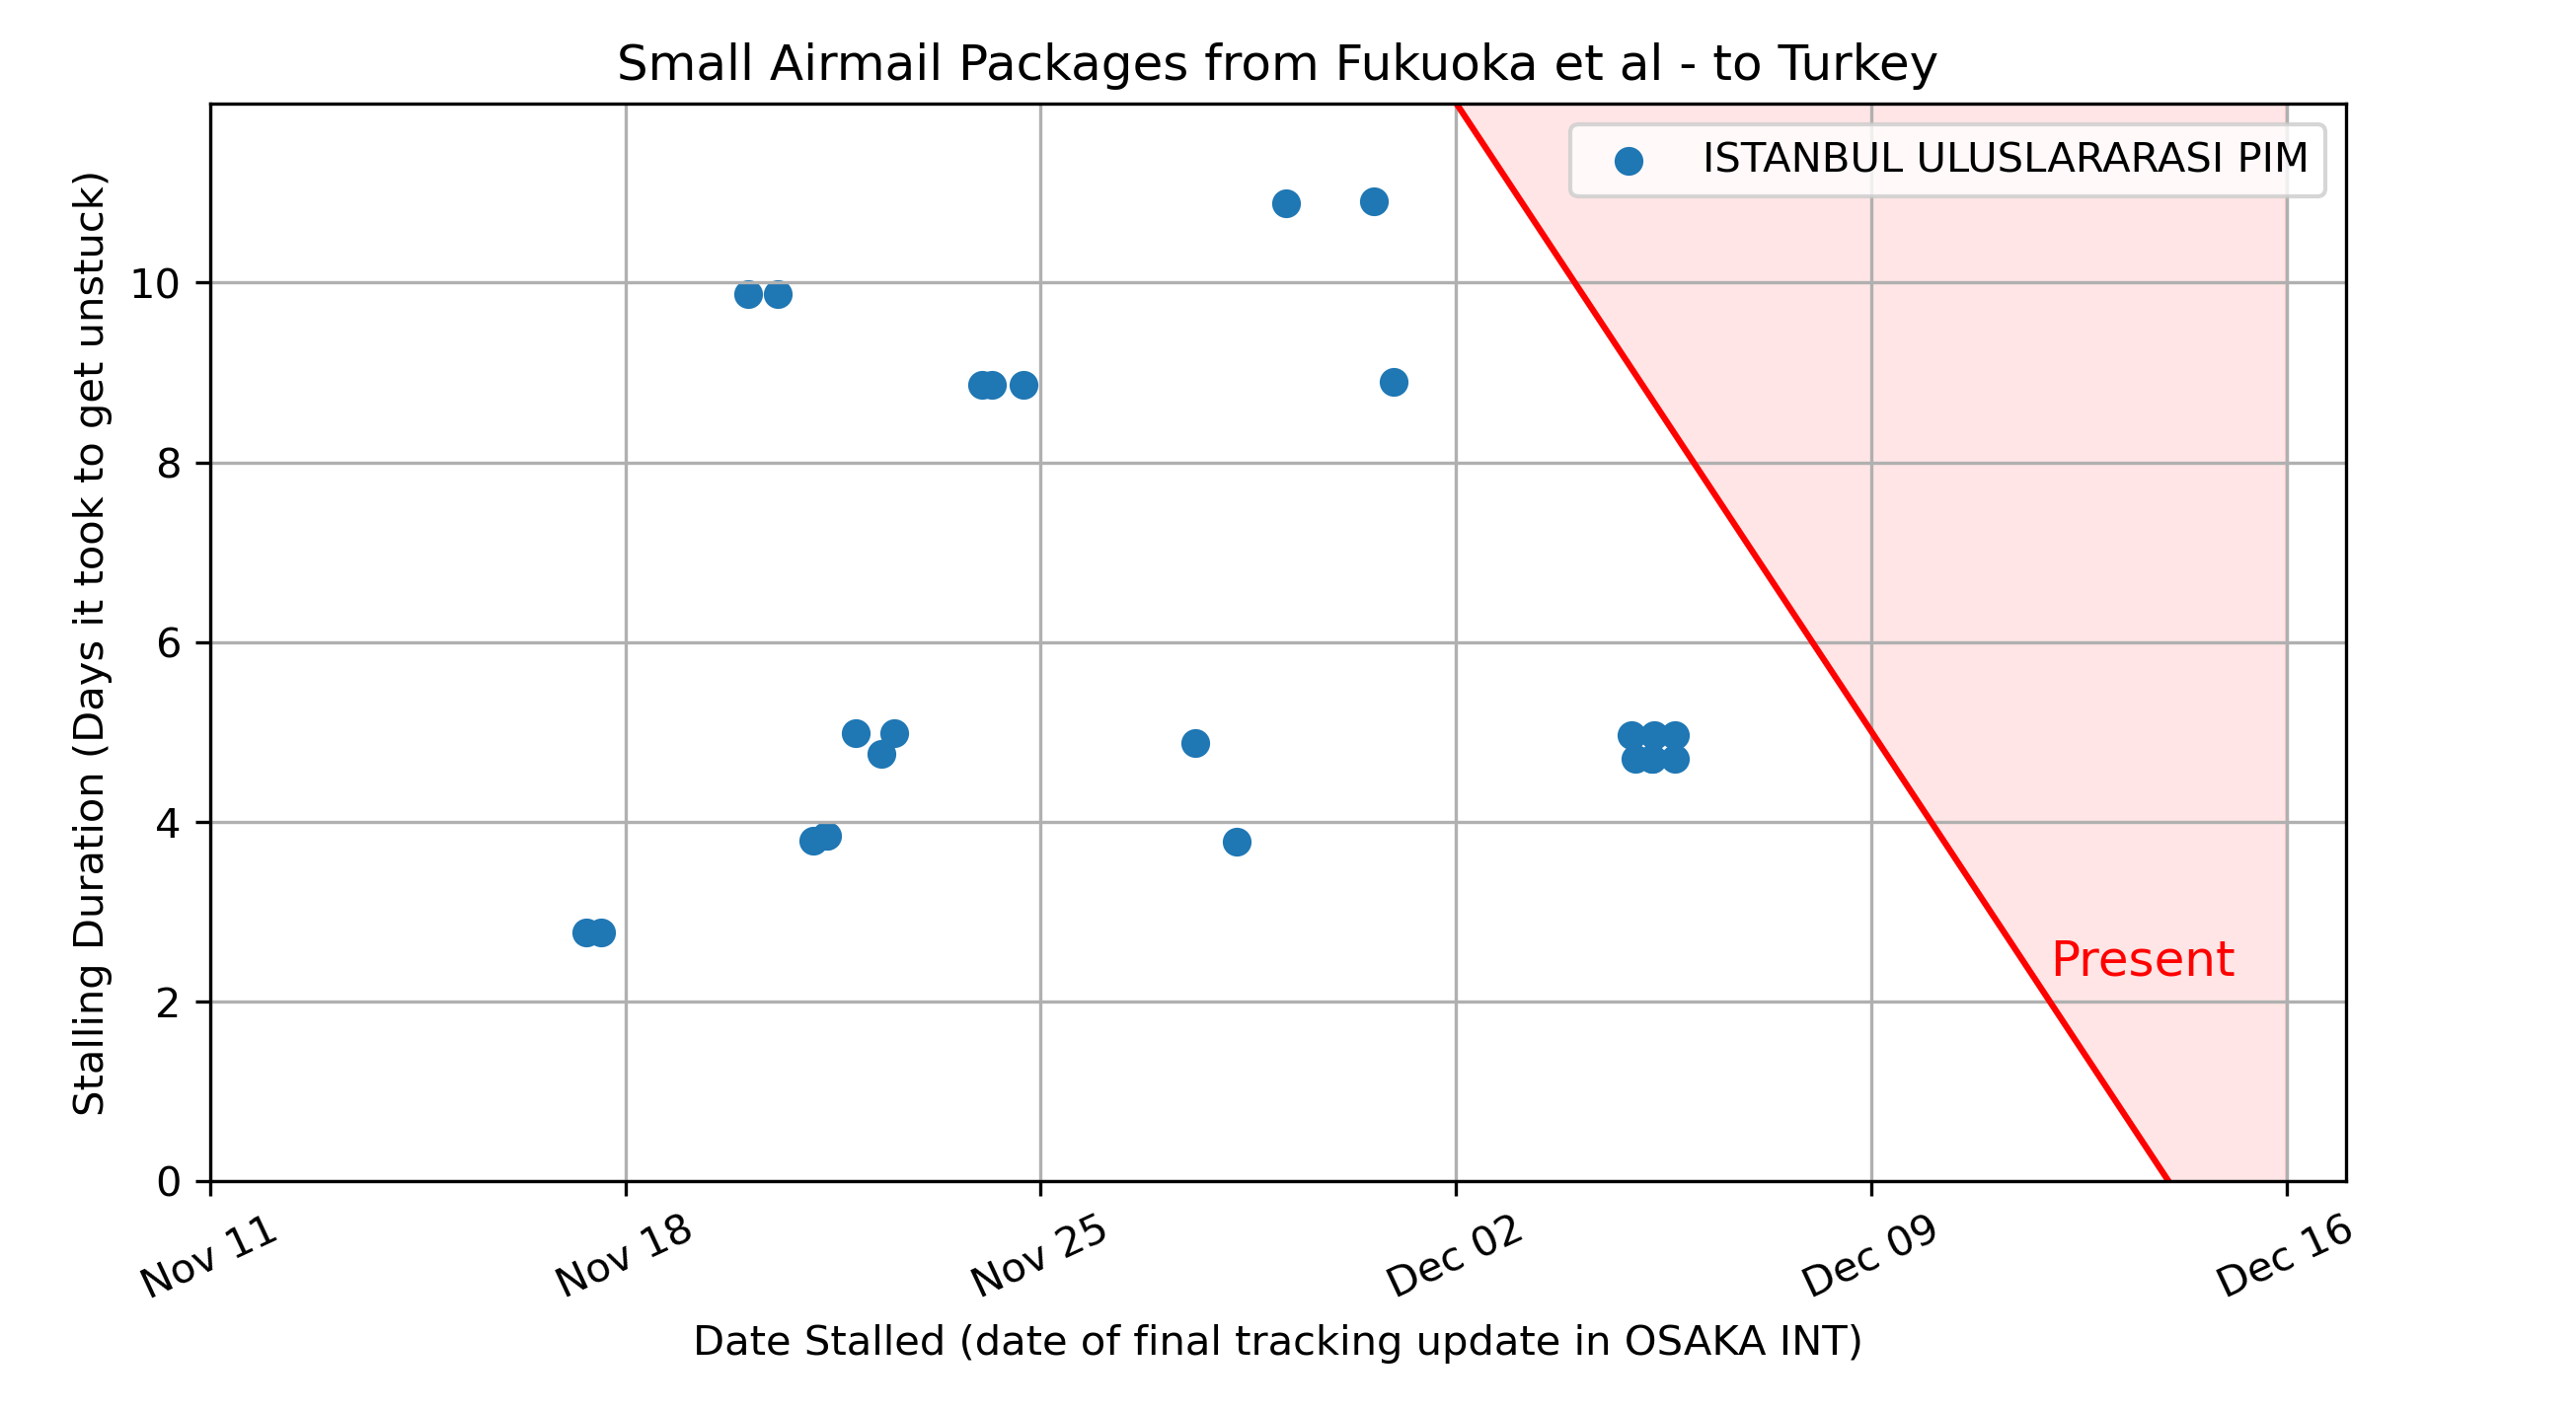 Small Airmail Packages from Fukuoka et al - to Turkey
ISTANBUL ULUSLARARASI PIM
Stalling Duration (Days it took to get unstuck)
10
8
6
4
2
0
Present
Nov 11
Nov 18
Nov 25
Dec 02
Dec 09
Dec 16
Date Stalled (date of final tracking update in OSAKA INT)